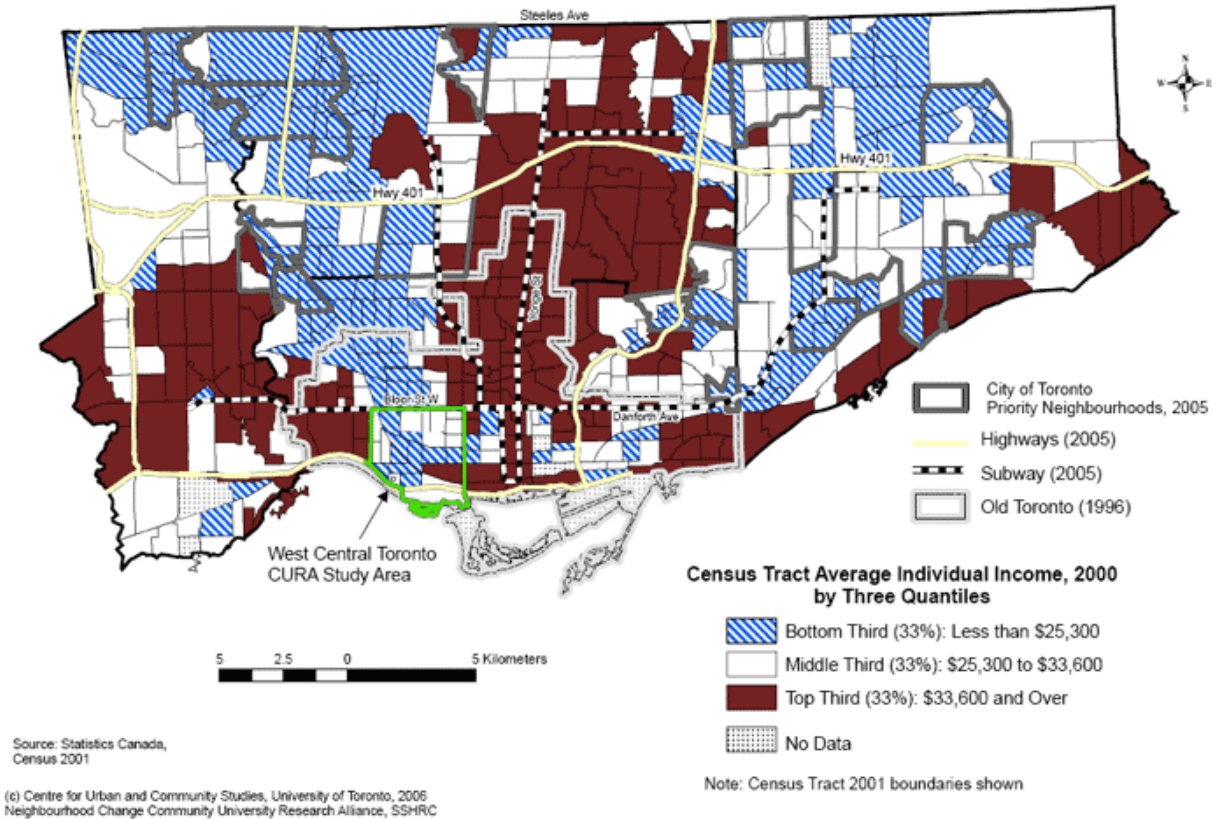 Steeles Ave
N
W E
S
Hwy 401
Hwy 401
Yonge St
Bloor St W
Danforth Ave
City of Toronto
Priority Neighbourhoods, 2005
Highways (2005)
Subway (2005)
Old Toronto (1996)
West Central Toronto
CURA Study Area
Census Tract Average Individual Income, 2000
by Three Quantiles
Bottom Third (33%): Less than $25,300
Middle Third (33%): $25,300 to $33,600
Top Third (33%): $33,600 and Over
No Data
5 2.5 0 5 Kilometers
Note: Census Tract 2001 boundaries shown
Source: Statistics Canada,
Census 2001
(c) Centre for Urban and Community Studies, University of Toronto, 2006
Neighbourhood Change Community University Research Alliance, SSHRC